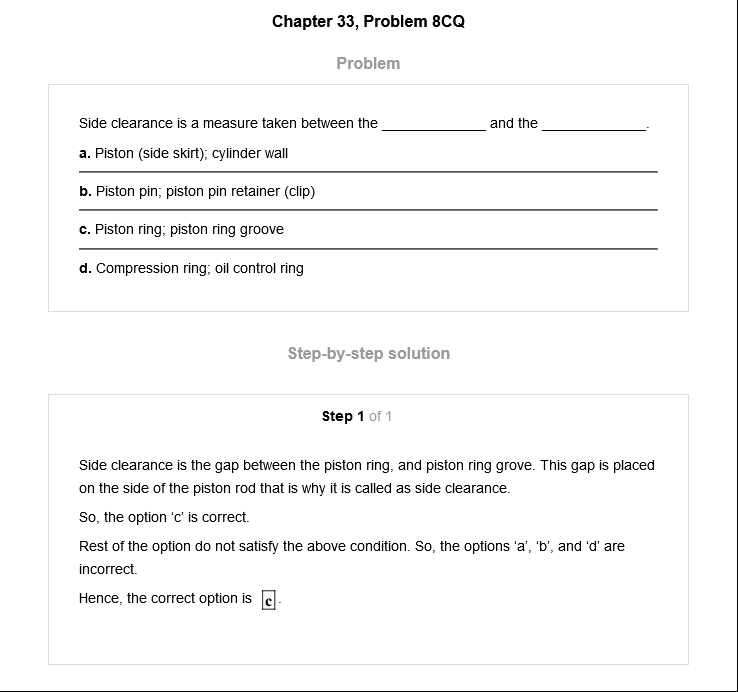 Chapter 33, Problem 8CQ
Problem
Side clearance is a measure taken between the _____________ and the _____________.
a. Piston (side skirt); cylinder wall
b. Piston pin; piston pin retainer (clip)
c. Piston ring; piston ring groove
d. Compression ring; oil control ring
Step-by-step solution
Step 1 of 1
Side clearance is the gap between the piston ring, and piston ring grove. This gap is placed
on the side of the piston rod that is why it is called as side clearance.
So, the option ‘c’ is correct.
Rest of the option do not satisfy the above condition. So, the options ‘a’, ‘b’, and ‘d’ are
incorrect.
Hence, the correct option is c.